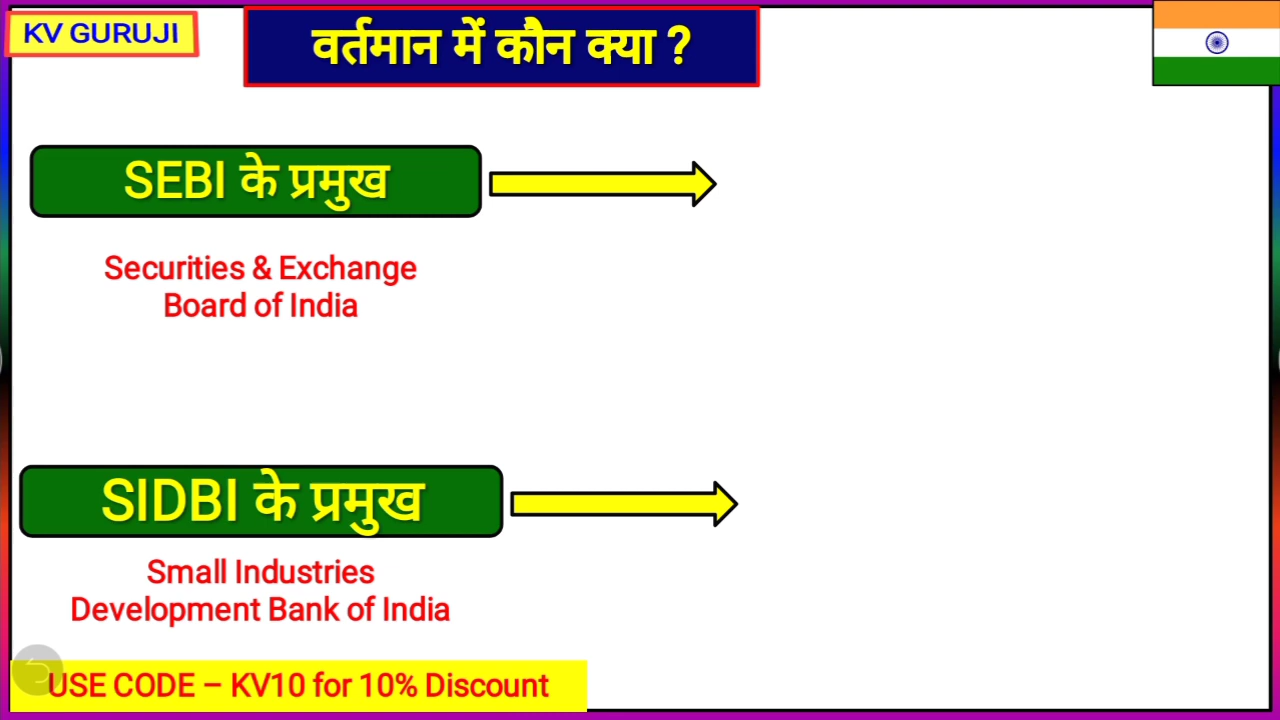 KV GURUJI
वर्तमान में कौन क्या ?
SEBI के प्रमुख
Securities & Exchange
Board of India
SIDBI के प्रमुख
Small Industries
Development Bank of India
USE CODE – KV10 for 10% Discount